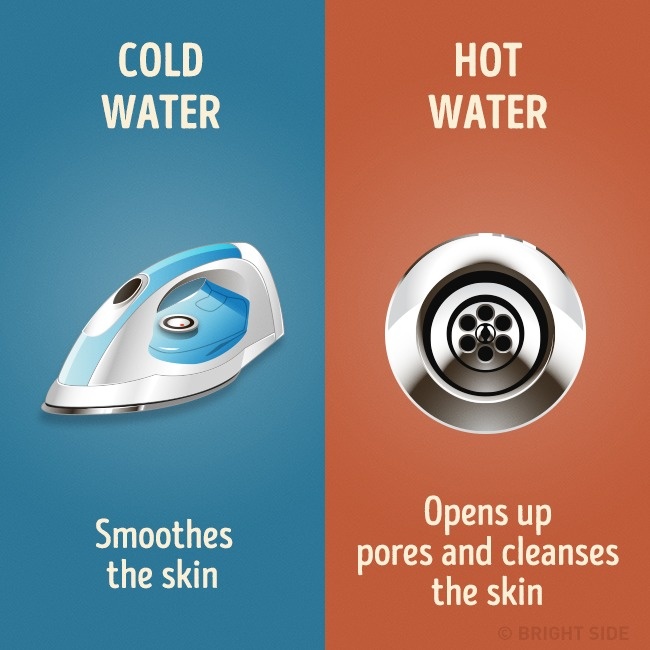 COLD
WATER
Smoothes
the skin
HOT
WATER
Opens up
pores and cleanses
the skin
© BRIGHT SIDE